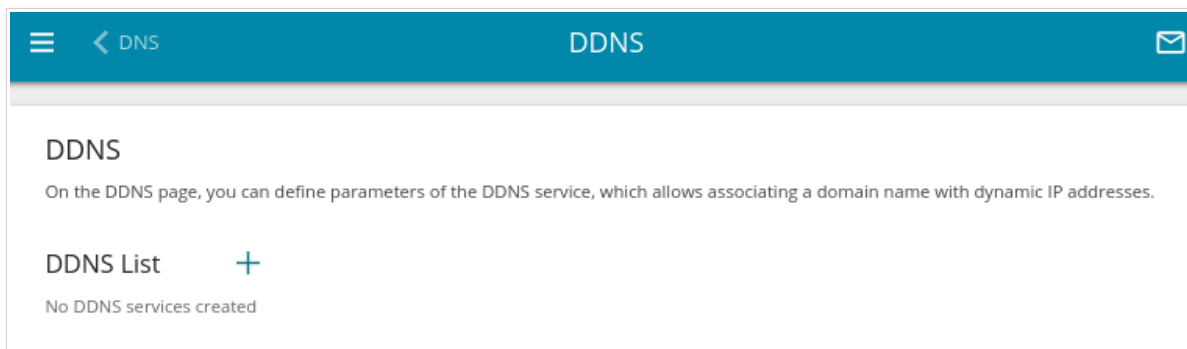 DNS
DDNS
DDNS
On the DDNS page, you can define parameters of the DDNS service, which allows associating a domain name with dynamic IP addresses.
DDNS List
No DDNS services created